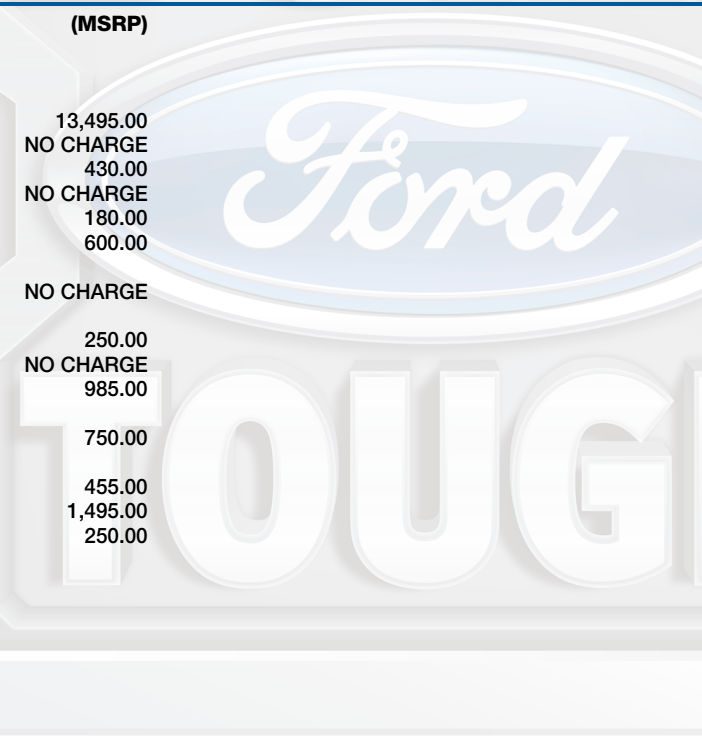 (MSRP)
13,495.00
NO CHARGE
430.00
NO CHARGE
180.00
600.00
NO CHARGE
250.00
NO CHARGE
985.00
750.00
455.00
1,495.00
250.00
Ford
TOUG